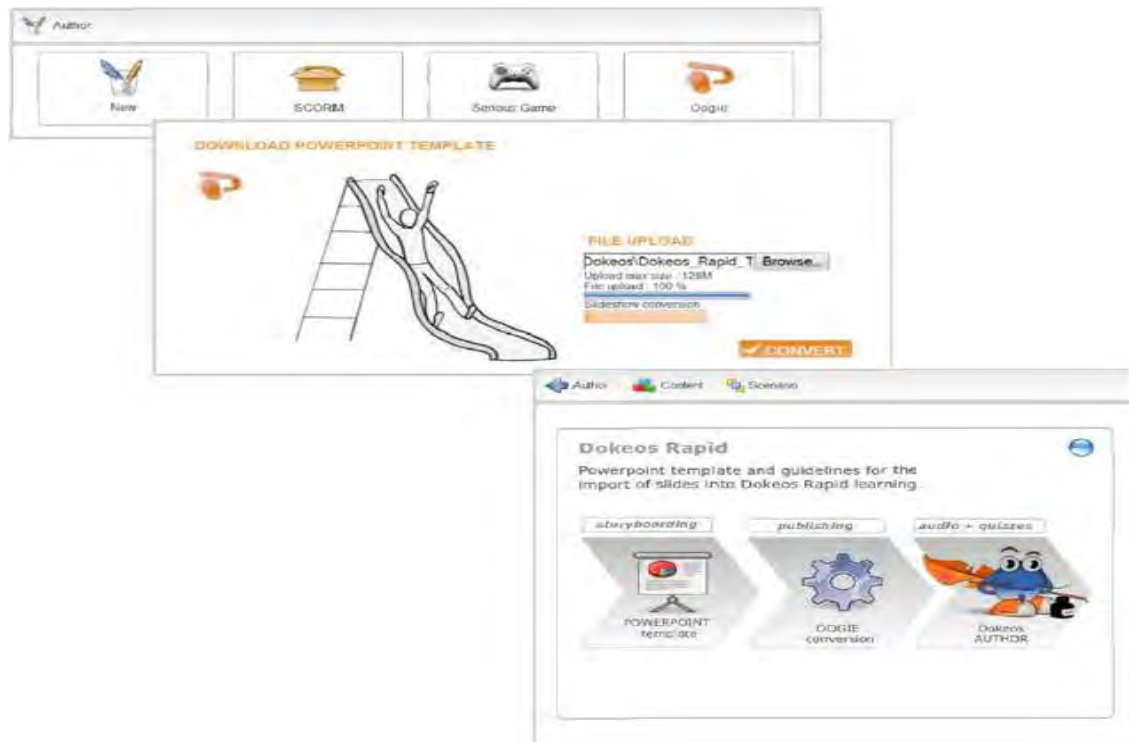 Author
New
SCORM
Serious Game
Oogie
DOWNLOAD POWERPOINT TEMPLATE
FILE UPLOAD
Dokeos\Dokeos_Rapid_T Browse...
Upload max size : 128M
File upload : 100 %
Slideshow conversion
CONVERT
Author Content Scenario
Dokeos Rapid
Powerpoint template and guidelines for the
import of slides into Dokeos Rapid learning
storyboarding
publishing
audio + quizzes
POWERPOINT
template
OOGIE
conversion
Dokeos
AUTHOR